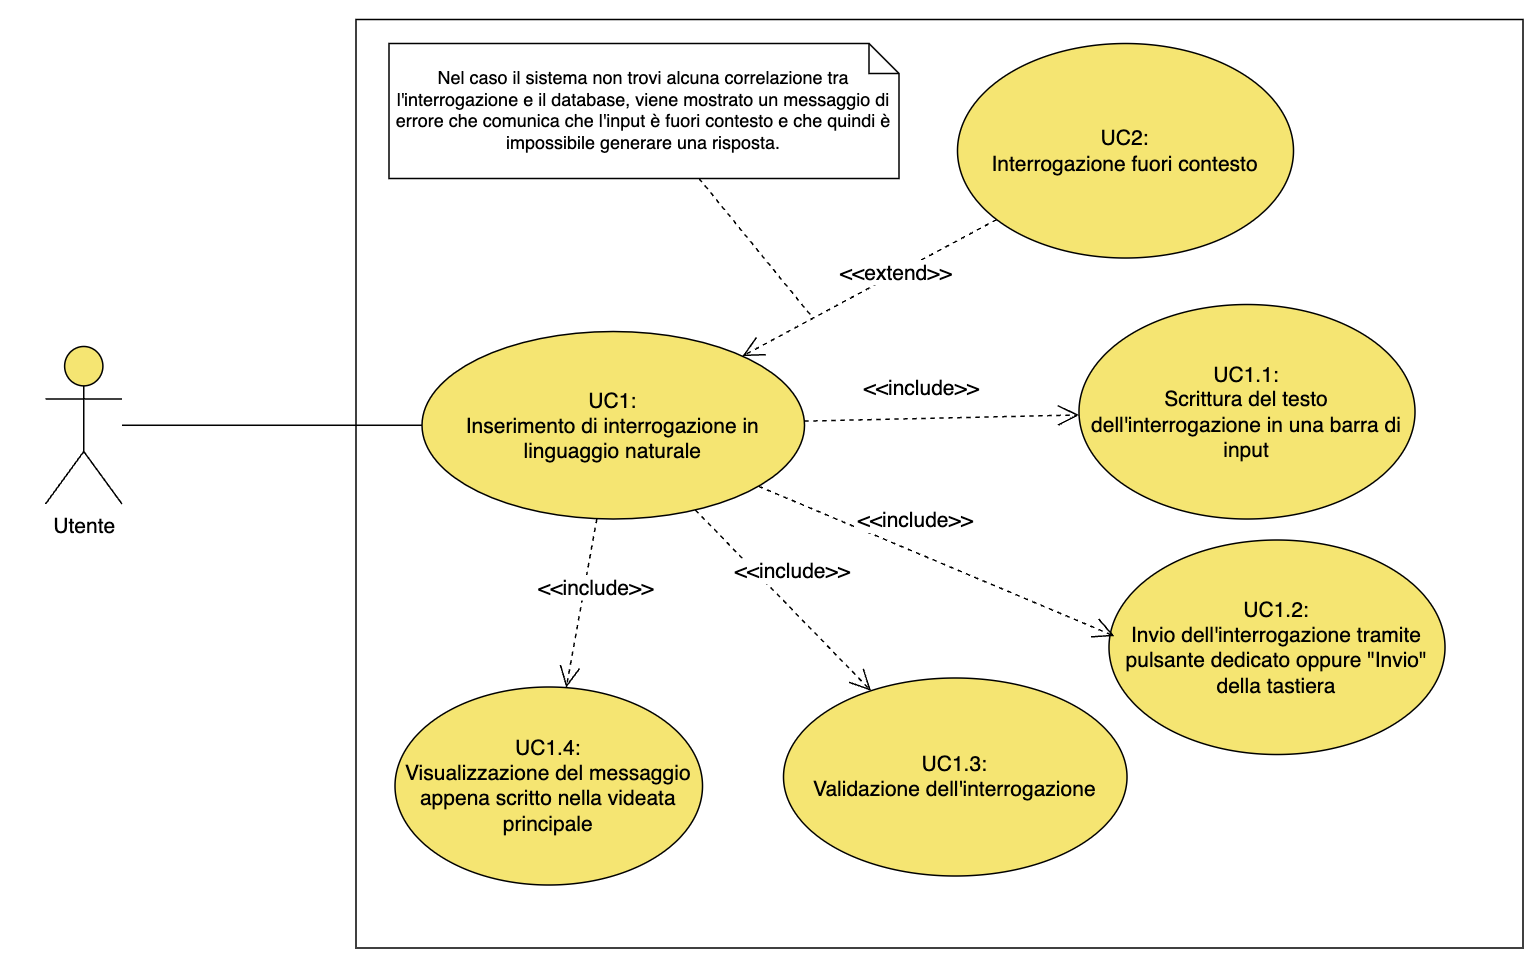 Nel caso il sistema non trovi alcuna correlazione tra
l'interrogazione e il database, viene mostrato un messaggio di
errore che comunica che l'input è fuori contesto e che quindi è
impossibile generare una risposta.
UC2:
Interrogazione fuori contesto
<<extend>>
UC1:
Inserimento di interrogazione in
linguaggio naturale
<<include>>
UC1.1:
Scrittura del testo
dell'interrogazione in una barra di
input
Utente
<<include>>
UC1.2:
Invio dell'interrogazione tramite
pulsante dedicato oppure "Invio"
della tastiera
<<include>>
<<include>>
UC1.4:
Visualizzazione del messaggio
appena scritto nella videata
principale
UC1.3:
Validazione dell'interrogazione